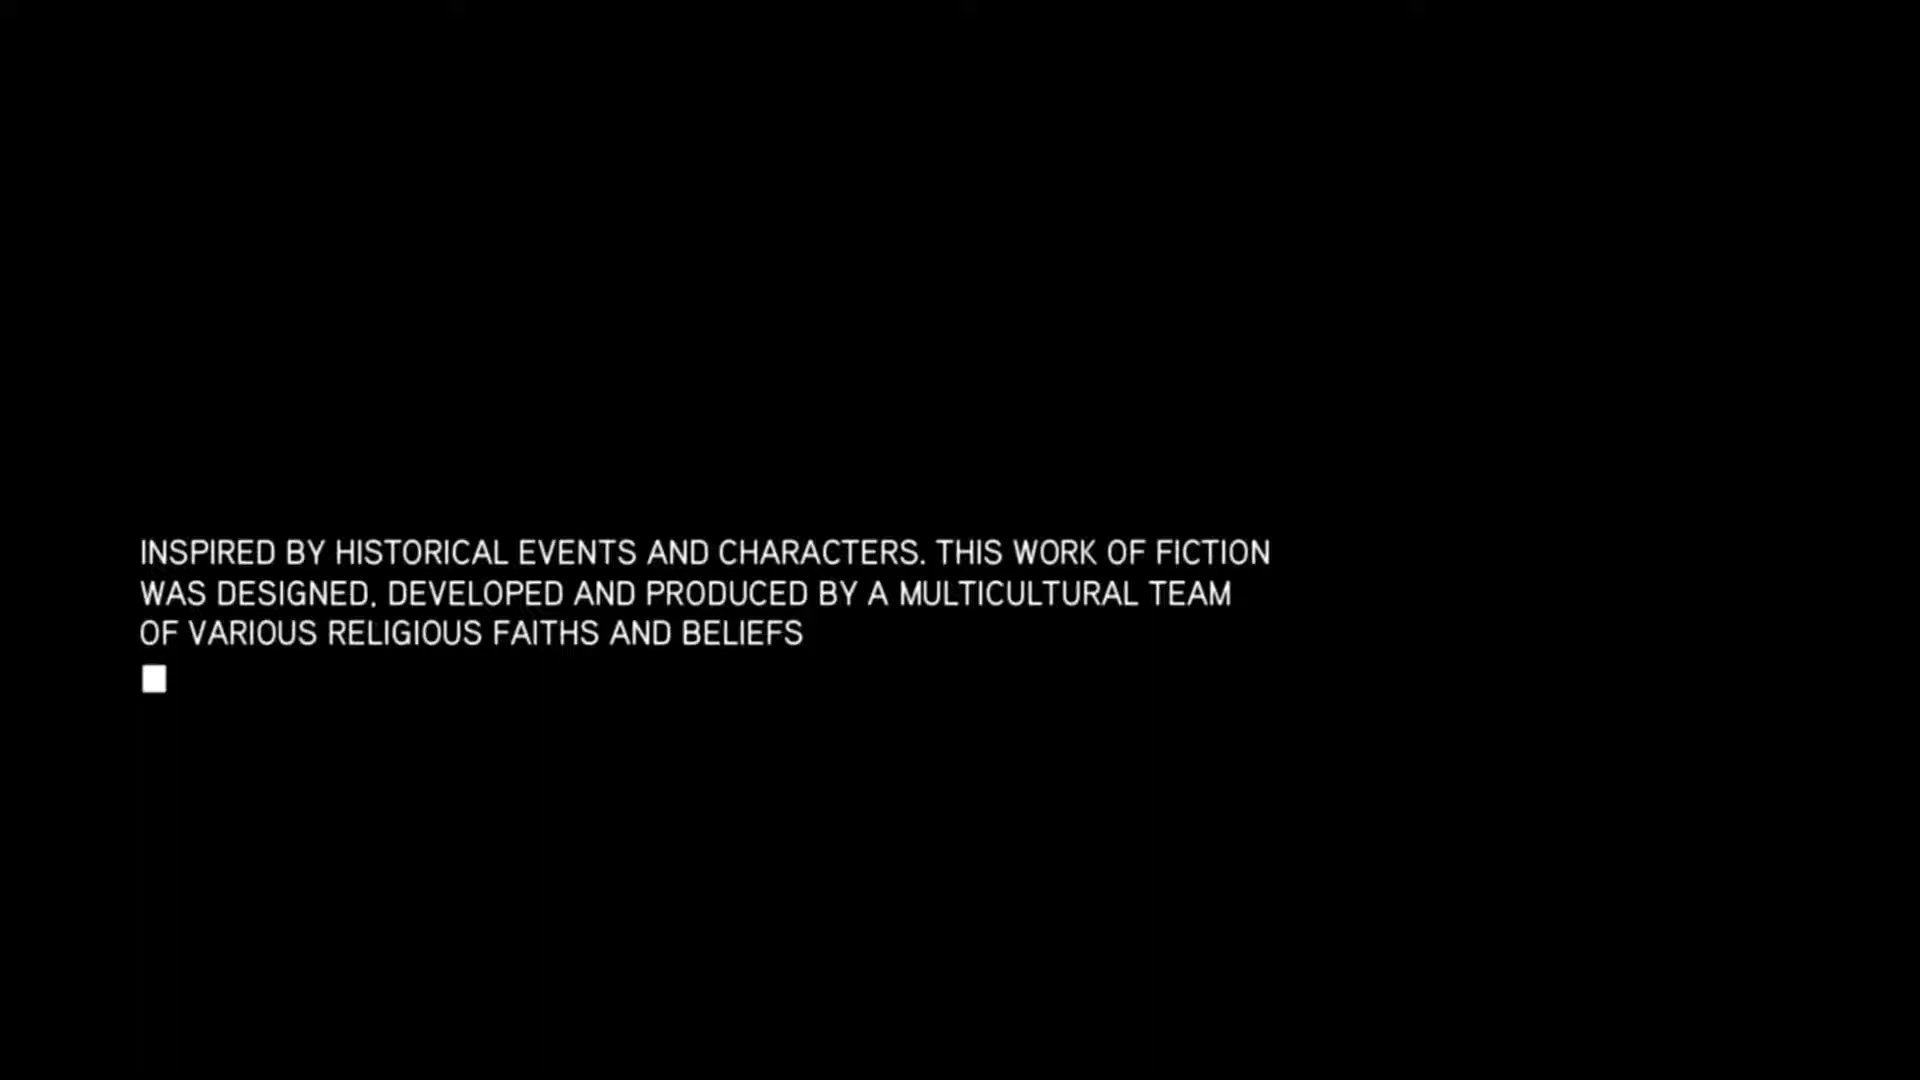 INSPIRED BY HISTORICAL EVENTS AND CHARACTERS. THIS WORK OF FICTION
WAS DESIGNED, DEVELOPED AND PRODUCED BY A MULTICULTURAL TEAM
OF VARIOUS RELIGIOUS FAITHS AND BELIEFS